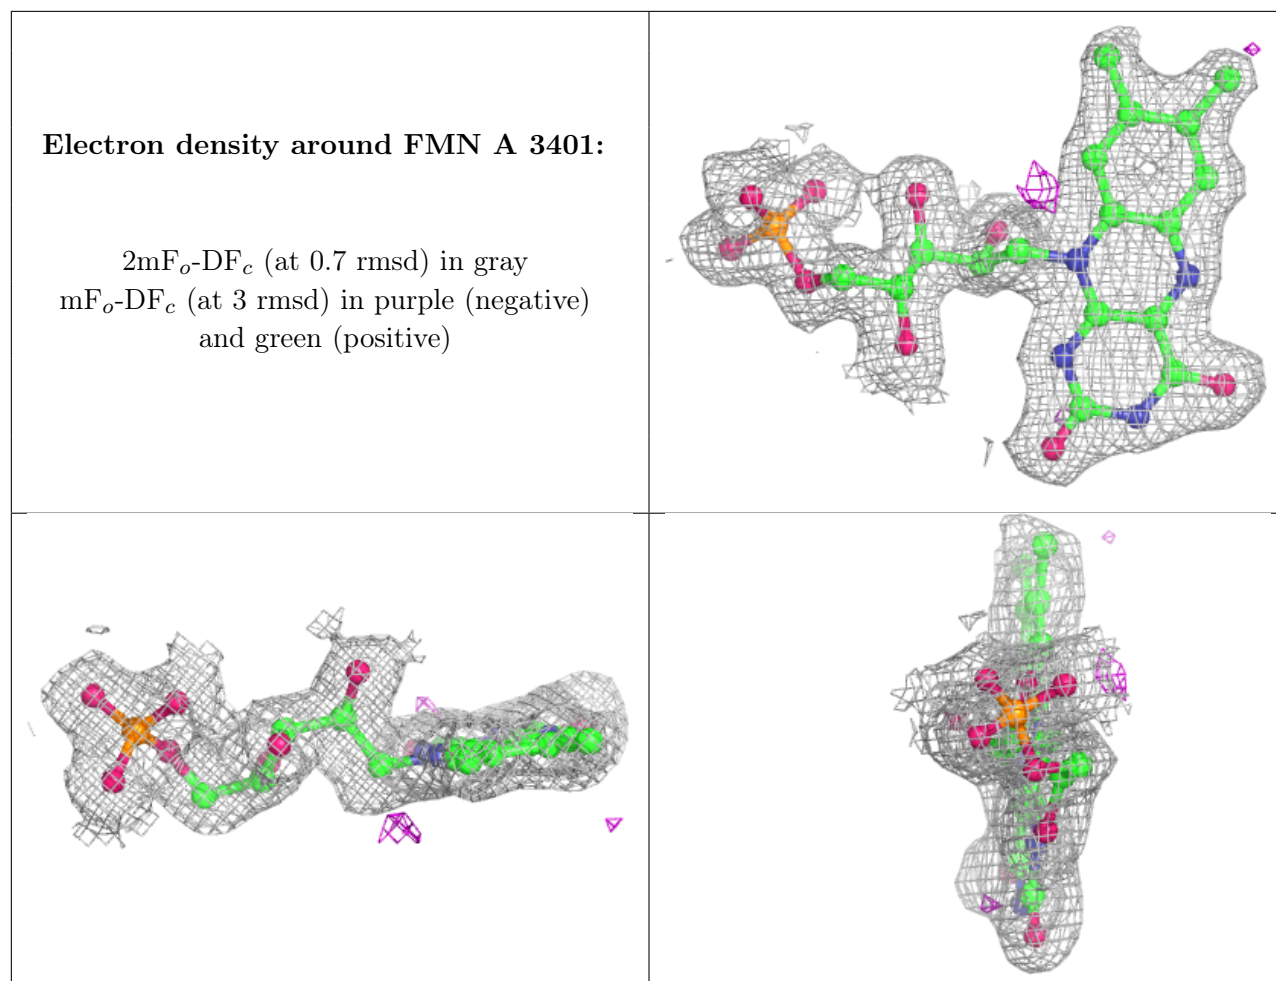 Electron density around FMN A 3401:
2mFo-DFc (at 0.7 rmsd) in gray
mFo-DFc (at 3 rmsd) in purple (negative)
and green (positive)